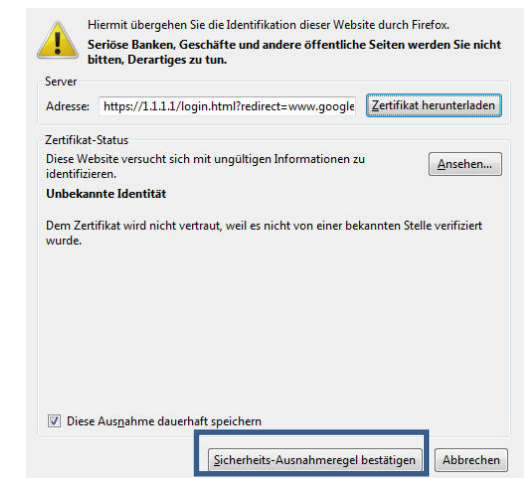 Hiermit übergehen Sie die Identifikation dieser Website durch Firefox.
Seriöse Banken, Geschäfte und andere öffentliche Seiten werden Sie nicht
bitten, Derartiges zu tun.
Server
Adresse: https://1.1.1.1/login.html?redirect=www.google Zertifikat herunterladen
Zertifikat-Status
Diese Website versucht sich mit ungültigen Informationen zu
identifizieren.
Ansehen...
Unbekannte Identität
Dem Zertifikat wird nicht vertraut, weil es nicht von einer bekannten Stelle verifiziert
wurde.
Diese Ausnahme dauerhaft speichern
Sicherheits-Ausnahmeregel bestätigen Abbrechen